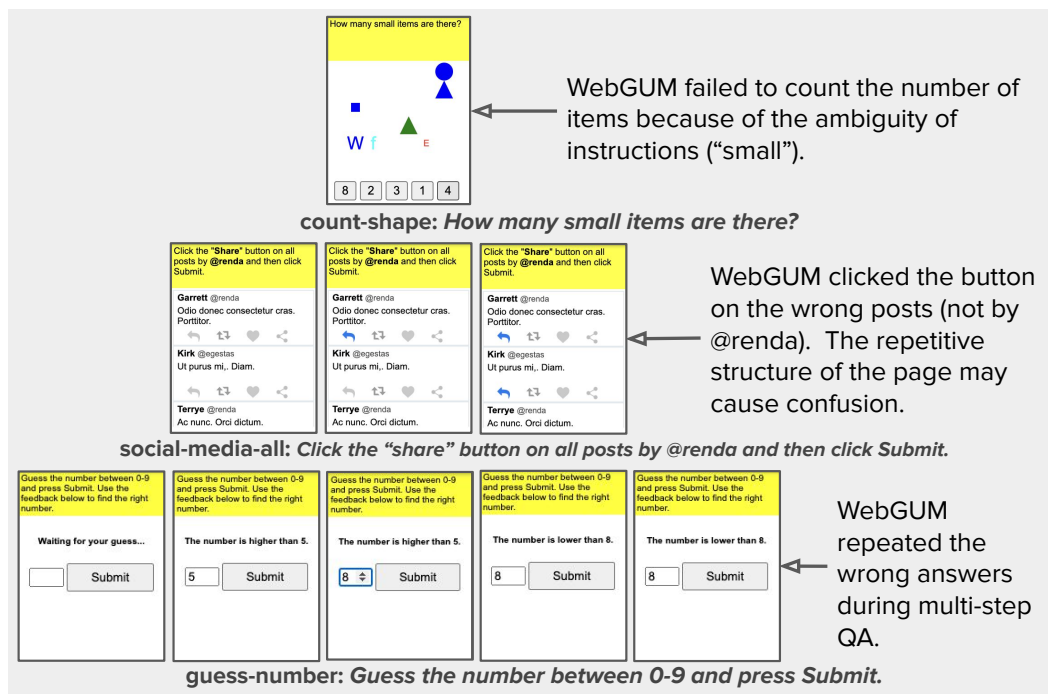 How many small items are there?
W f
E
8 2 3 1 4
WebGUM failed to count the number of
items because of the ambiguity of
instructions (“small”).
count-shape: How many small items are there?
Click the "Share" button on all
posts by @renda and then click
Submit.
Garrett @renda
Odio donec consectetur cras.
Porttitor.
Kirk @egestas
Ut purus mi,. Diam.
Terrye @renda
Ac nunc. Orci dictum.
Click the "Share" button on all
posts by @renda and then click
Submit.
Garrett @renda
Odio donec consectetur cras.
Porttitor.
Kirk @egestas
Ut purus mi,. Diam.
Terrye @renda
Ac nunc. Orci dictum.
Click the "Share" button on all
posts by @renda and then click
Submit.
Garrett @renda
Odio donec consectetur cras.
Porttitor.
Kirk @egestas
Ut purus mi,. Diam.
Terrye @renda
Ac nunc. Orci dictum.
WebGUM clicked the button
on the wrong posts (not by
@renda). The repetitive
structure of the page may
cause confusion.
social-media-all: Click the “share” button on all posts by @renda and then click Submit.
Guess the number between 0-9
and press Submit. Use the
feedback below to find the right
number.
Waiting for your guess...
Submit
Guess the number between 0-9
and press Submit. Use the
feedback below to find the right
number.
The number is higher than 5.
5 Submit
Guess the number between 0-9
and press Submit. Use the
feedback below to find the right
number.
The number is higher than 5.
8 Submit
Guess the number between 0-9
and press Submit. Use the
feedback below to find the right
number.
The number is lower than 8.
8 Submit
Guess the number between 0-9
and press Submit. Use the
feedback below to find the right
number.
The number is lower than 8.
8 Submit
WebGUM
repeated the
wrong answers
during multi-step
QA.
guess-number: Guess the number between 0-9 and press Submit.